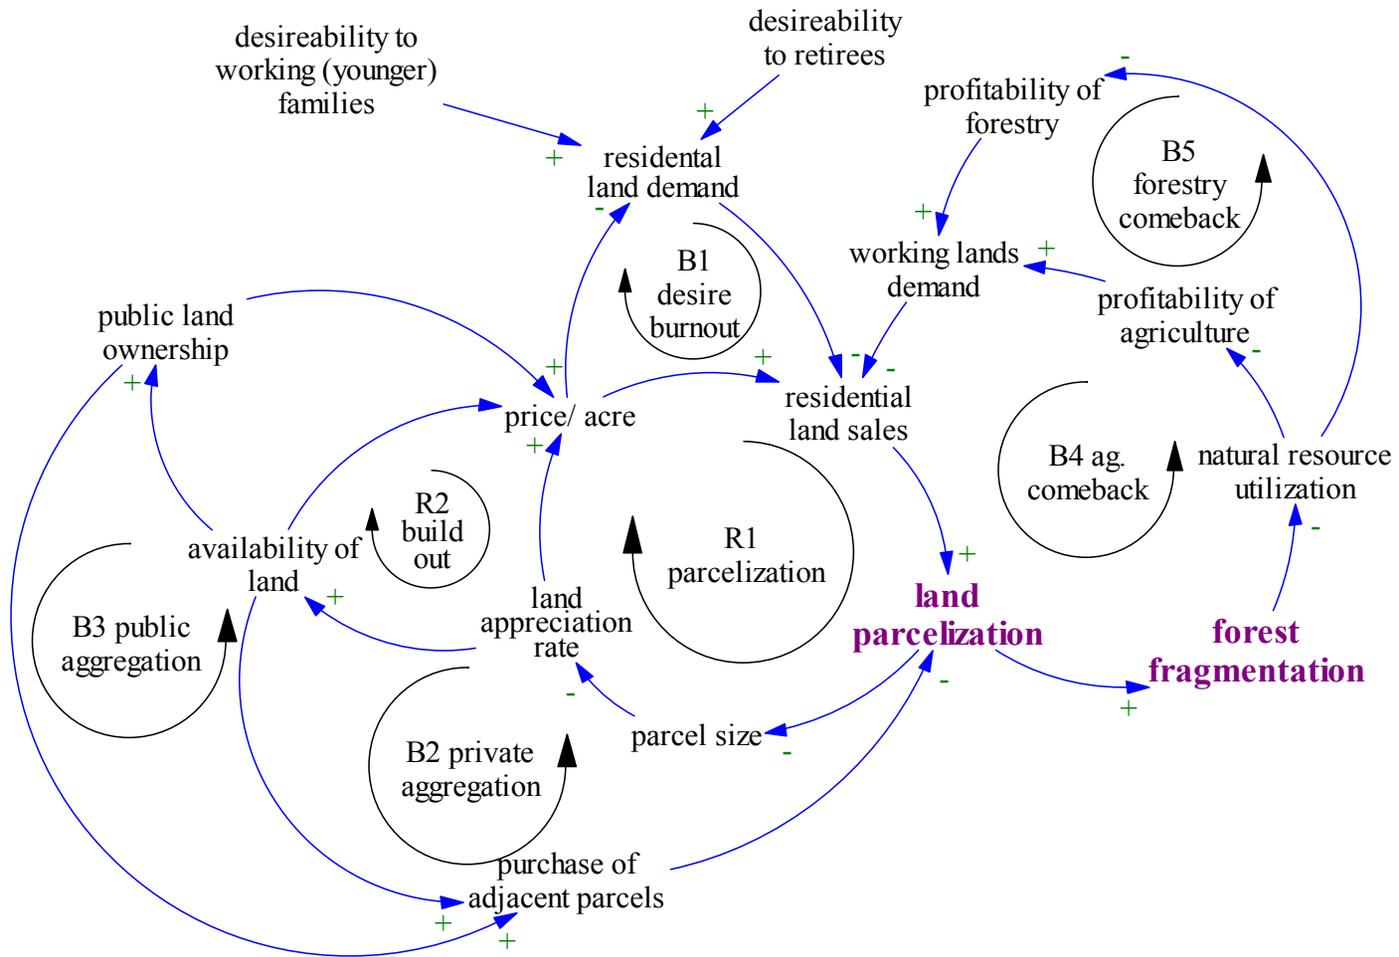 desireability to
working (younger)
families
desireability
to retirees
-
profitability of
forestry
+
+
residental
land demand
-
B5
forestry
comeback
+
working lands
demand
+
B1
desire
burnout
profitability of
agriculture
-
public land
ownership
+
+
+
-
-
price/ acre
+
residential
land sales
R2
build
out
B4 ag.
comeback
natural resource
utilization
-
availability of
land
+
R1
parcelization
+
land
appreciation
rate
-
land
parcelization
-
forest
fragmentation
+
B3 public
aggregation
parcel size
-
B2 private
aggregation
purchase of
adjacent parcels
+
+